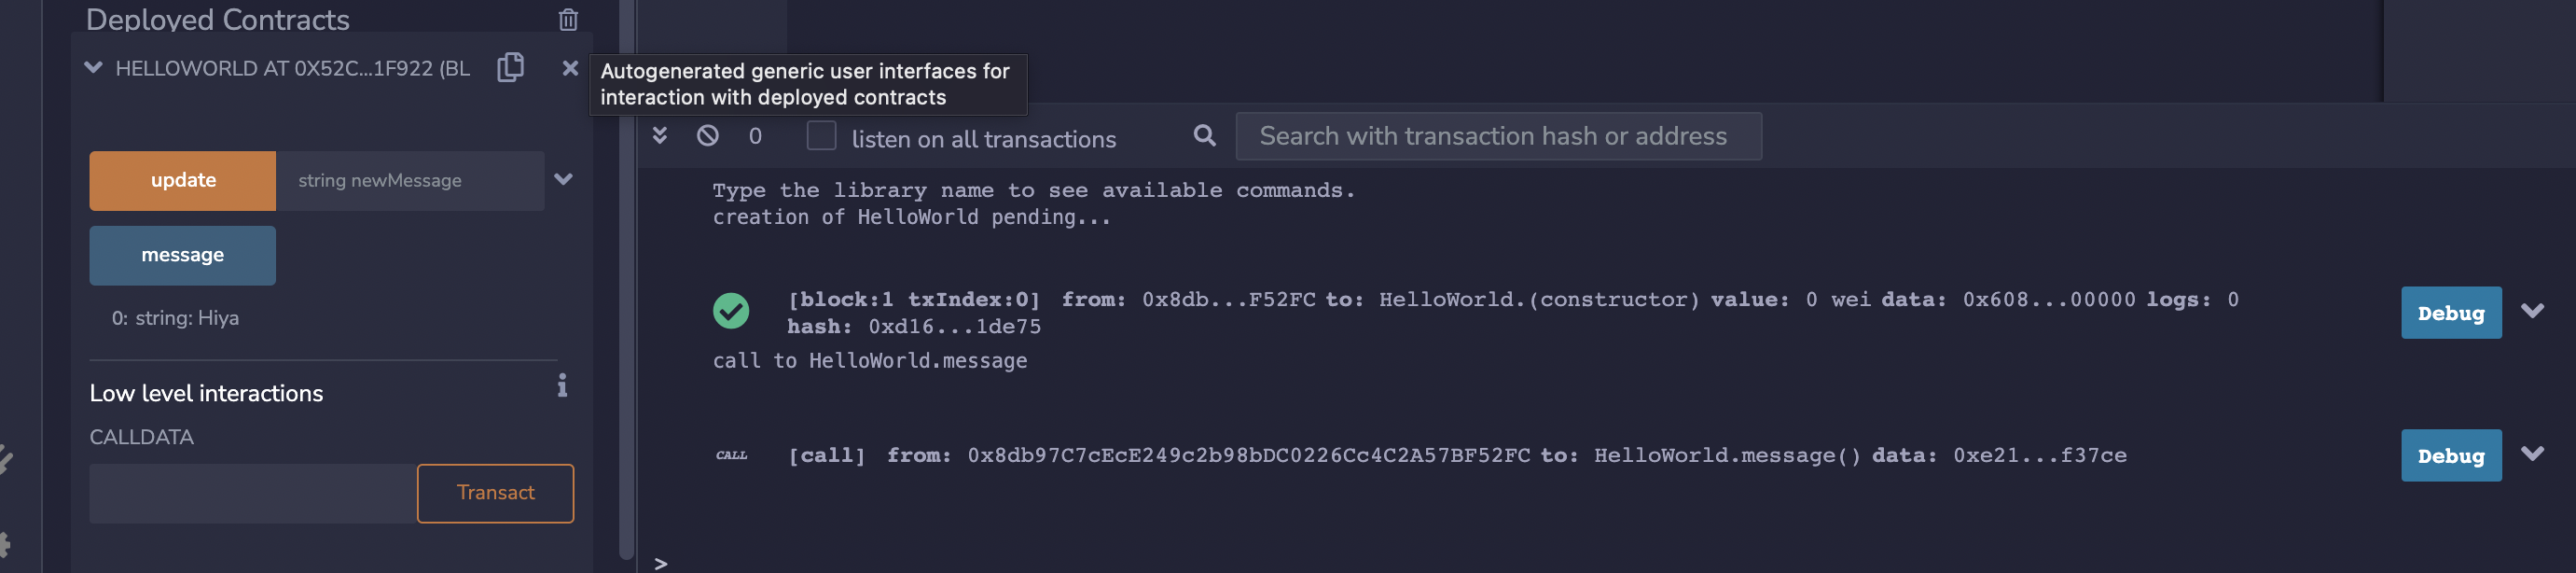 Deployed Contracts
HELLOWORLD AT 0X52C...1F922 (BL
Autogenerated generic user interfaces for
interaction with deployed contracts
update string newMessage
message
0: string: Hiya
Low level interactions
CALLDATA
Transact
0 listen on all transactions Search with transaction hash or address
Type the library name to see available commands.
creation of HelloWorld pending...
[block:1 txIndex:0] from: 0x8db...F52FC to: HelloWorld.(constructor) value: 0 wei data: 0x608...00000 logs: 0
hash: 0xd16...1de75
Debug
call to HelloWorld.message
CALL [call] from: 0x8db97C7cEcE249c2b98bDC0226Cc4C2A57BF52FC to: HelloWorld.message() data: 0xe21...f37ce
Debug
>